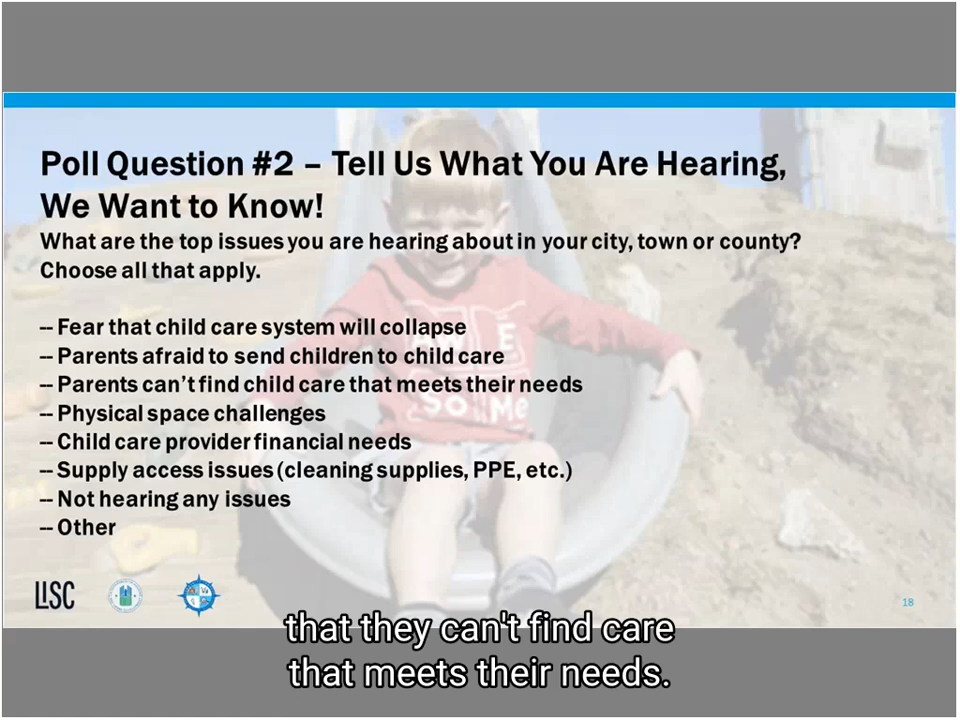 Poll Question #2 – Tell Us What You Are Hearing,
We Want to Know!
What are the top issues you are hearing about in your city, town or county?
Choose all that apply.
-- Fear that child care system will collapse
-- Parents afraid to send children to child care
-- Parents can't find child care that meets their needs
-- Physical space challenges
-- Child care provider financial needs
-- Supply access issues (cleaning supplies, PPE, etc.)
-- Not hearing any issues
-- Other
AW E
SO Me
LISC
18
that they can't find care
that meets their needs.